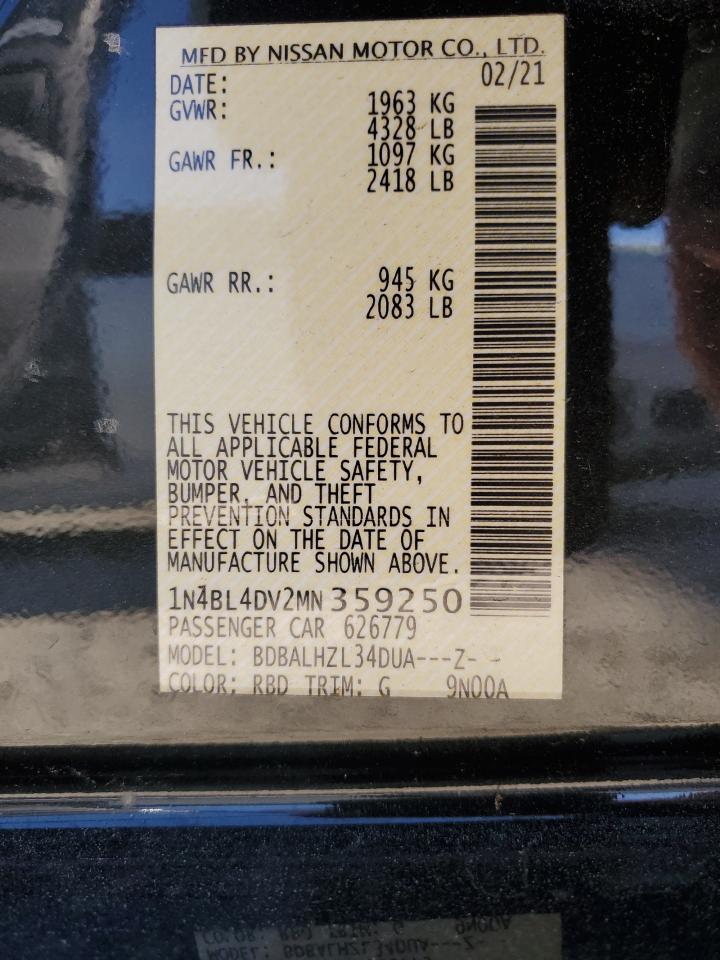 MFD BY NISSAN MOTOR CO., LTD.
DATE: 02/21
GVWR: 1963 KG
4328 LB
GAWR FR.: 1097 KG
2418 LB
GAWR RR.: 945 KG
2083 LB
THIS VEHICLE CONFORMS TO
ALL APPLICABLE FEDERAL
MOTOR VEHICLE SAFETY,
BUMPER, AND THEFT
PREVENTION STANDARDS IN
EFFECT ON THE DATE OF
MANUFACTURE SHOWN ABOVE.
1N4BL4DV2MN359250
PASSENGER CAR 626779
MODEL: BDBALHZL34DUA---Z- -
COLOR: RBD TRIM: G 9N00A